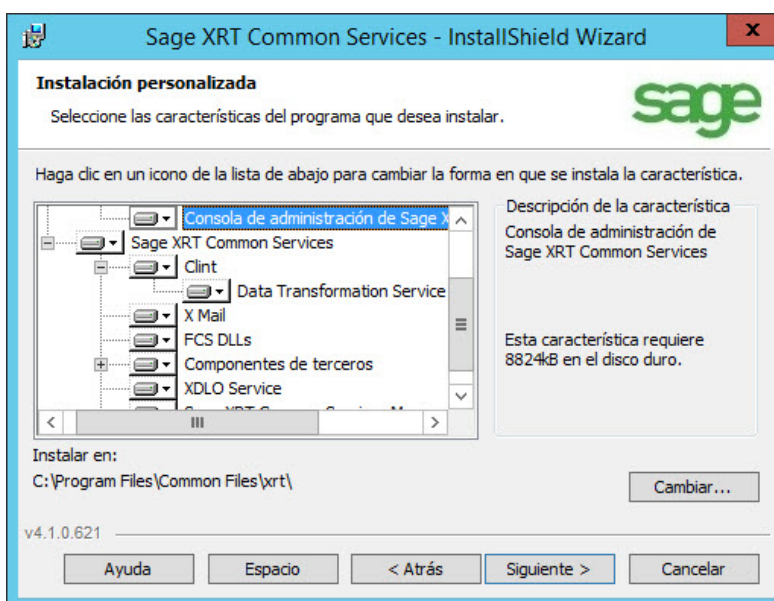 Sage XRT Common Services - InstallShield Wizard
x
Instalación personalizada
Seleccione las características del programa que desea instalar.
sage
Haga clic en un icono de la lista de abajo para cambiar la forma en que se instala la característica.
Consola de administración de Sage X
Sage XRT Common Services
Clint
Data Transformation Service
X Mail
FCS DLLs
Componentes de terceros
XDLO Service
Descripción de la característica
Consola de administración de
Sage XRT Common Services
Esta característica requiere
8824kB en el disco duro.
Instalar en:
C:\Program Files\Common Files\xrt\
Cambiar...
v4.1.0.621
Ayuda
Espacio
< Atrás
Siguiente >
Cancelar